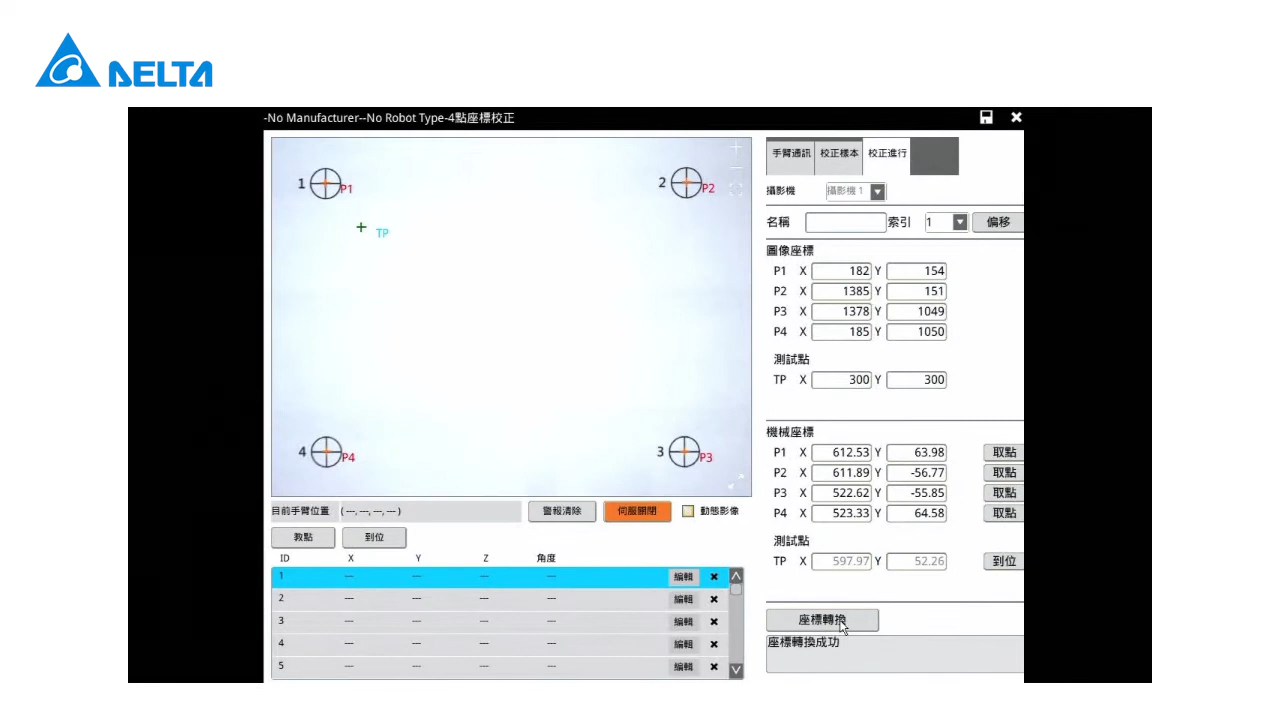 DELTA
-No Manufacturer--No Robot Type-4點座標校正
手臂通訊 校正樣本 校正進行
攝影機 攝影機 1
名稱 索引 1 偏移
圖像座標
P1 X 182 Y 154
P2 X 1385 Y 151
P3 X 1378 Y 1049
P4 X 185 Y 1050
測試點
TP X 300 Y 300
機械座標
P1 X 612.53 Y 63.98 取點
P2 X 611.89 Y -56.77 取點
P3 X 522.62 Y -55.85 取點
P4 X 523.33 Y 64.58 取點
測試點
TP X 597.97 Y 52.26 到位
座標轉換
座標轉換成功
1 P1
2 P2
TP
4 P4
3 P3
目前手臂位置 ( ---, ---, ---, --- ) 警報清除 伺服關閉 動態影像
教點 到位
ID X Y Z 角度
1 --- --- --- --- 編輯
2 --- --- --- --- 編輯
3 --- --- --- --- 編輯
4 --- --- --- --- 編輯
5 --- --- --- --- 編輯